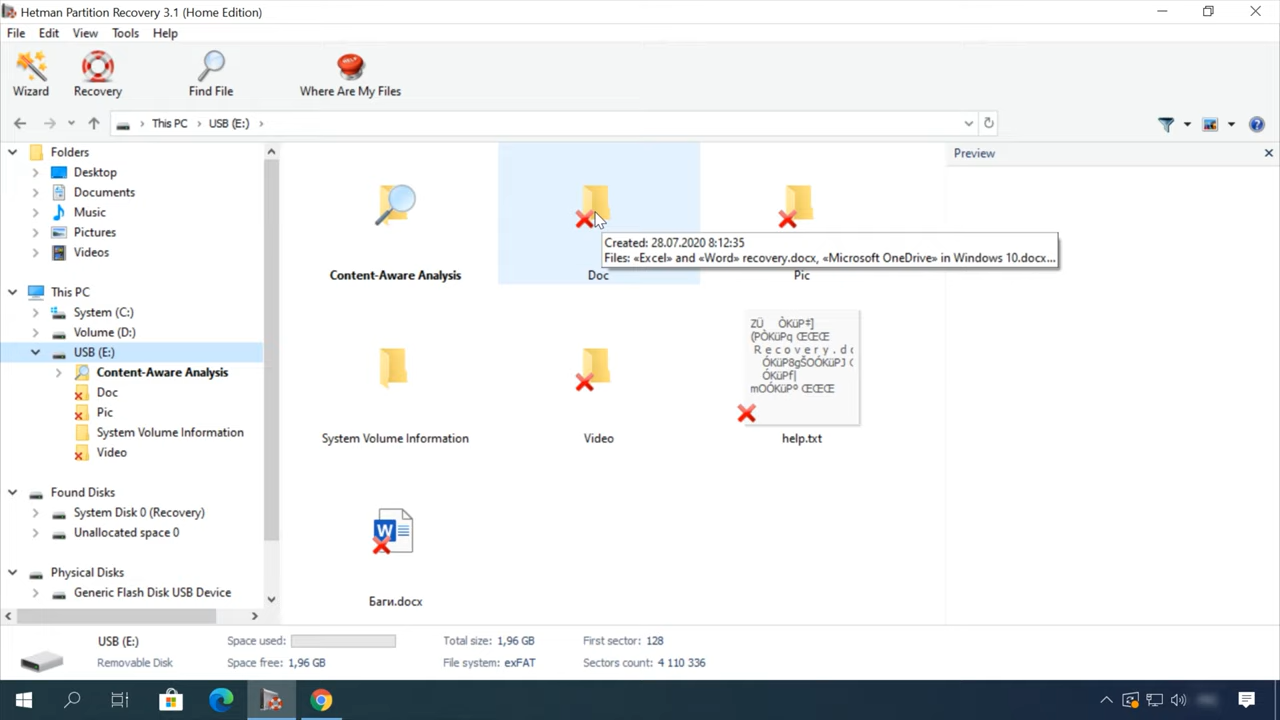 Hetman Partition Recovery 3.1 (Home Edition)
File Edit View Tools Help
Wizard Recovery Find File Where Are My Files
This PC USB (E:)
Folders
Desktop
Documents
Music
Pictures
Videos
This PC
System (C:)
Volume (D:)
USB (E:)
Content-Aware Analysis
Doc
Pic
System Volume Information
Video
Found Disks
System Disk 0 (Recovery)
Unallocated space 0
Physical Disks
Generic Flash Disk USB Device
Content-Aware Analysis
Doc
Pic
Created: 28.07.2020 8:12:35
Files: «Excel» and «Word» recovery.docx, «Microsoft OneDrive» in Windows 10.docx...
System Volume Information
Video
Recovery.do
help.txt
W
Баги.docx
Preview
USB (E:)
Removable Disk
Space used:
Space free: 1,96 GB
Total size: 1,96 GB
File system: exFAT
First sector: 128
Sectors count: 4 110 336